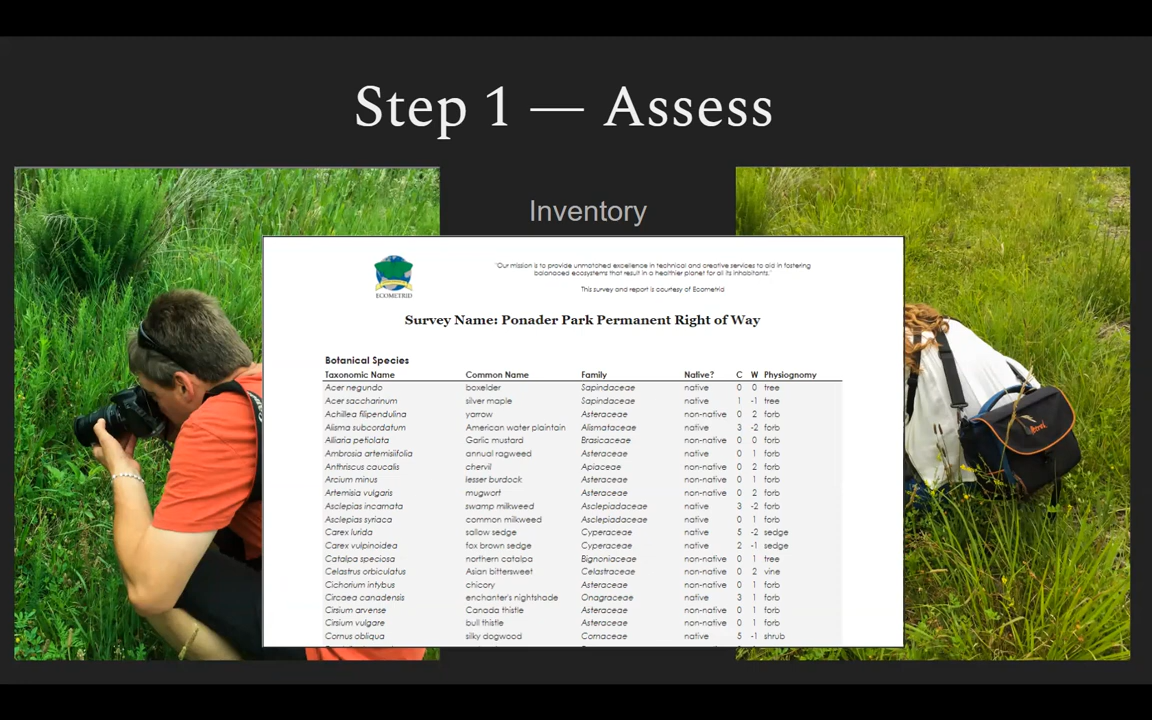 Step 1 — Assess
Inventory
ECOMETRID
"Our mission is to provide unmatched excellence in technical and creative services to aid in fostering
balanaced ecosystems that result in a healthier planet for all its inhabitants."
This survey and report is courtesy of Ecometrid
Survey Name: Ponader Park Permanent Right of Way
Botanical Species
Taxonomic Name Common Name Family Native? C W Physiognomy
Acer negundo boxelder Sapindaceae native 0 0 tree
Acer saccharinum silver maple Sapindaceae native 1 -1 tree
Achillea filipendulina yarrow Asteraceae non-native 0 2 forb
Alisma subcordatum American water plaintain Alismataceae native 3 -2 forb
Alliaria petiolata Garlic mustard Brasicaceae non-native 0 0 forb
Ambrosia artemisiifolia annual ragweed Asteraceae native 0 1 forb
Anthriscus caucalis chervil Apiaceae non-native 0 2 forb
Arcium minus lesser burdock Asteraceae non-native 0 1 forb
Artemisia vulgaris mugwort Asteraceae non-native 0 2 forb
Asclepias incarnata swamp milkweed Asclepiadaceae native 3 -2 forb
Asclepias syriaca common milkweed Asclepiadaceae native 0 1 forb
Carex lurida sallow sedge Cyperaceae native 5 -2 sedge
Carex vulpinoidea fox brown sedge Cyperaceae native 2 -1 sedge
Catalpa speciosa northern catalpa Bignoniaceae non-native 0 1 tree
Celastrus orbiculatus Asian bittersweet Celastraceae non-native 0 2 vine
Cichorium intybus chicory Asteraceae non-native 0 1 forb
Circaea canadensis enchanter's nightshade Onagraceae native 3 1 forb
Cirsium arvense Canada thistle Asteraceae non-native 0 1 forb
Cirsium vulgare bull thistle Asteraceae non-native 0 1 forb
Cornus obliqua silky dogwood Cornaceae native 5 -1 shrub